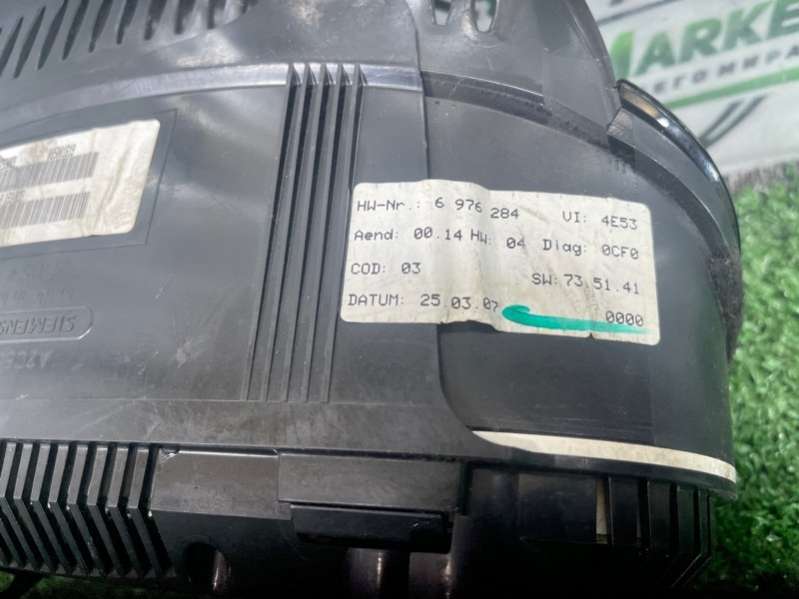 MARKE
ЕГОМИРА
HW-Nr.: 6 976 284 VI: 4E53
Aend: 00.14 HW: 04 Diag: 0CF0
COD: 03 SW: 73.51.41
DATUM: 25.03.07 0000
SIEMENS